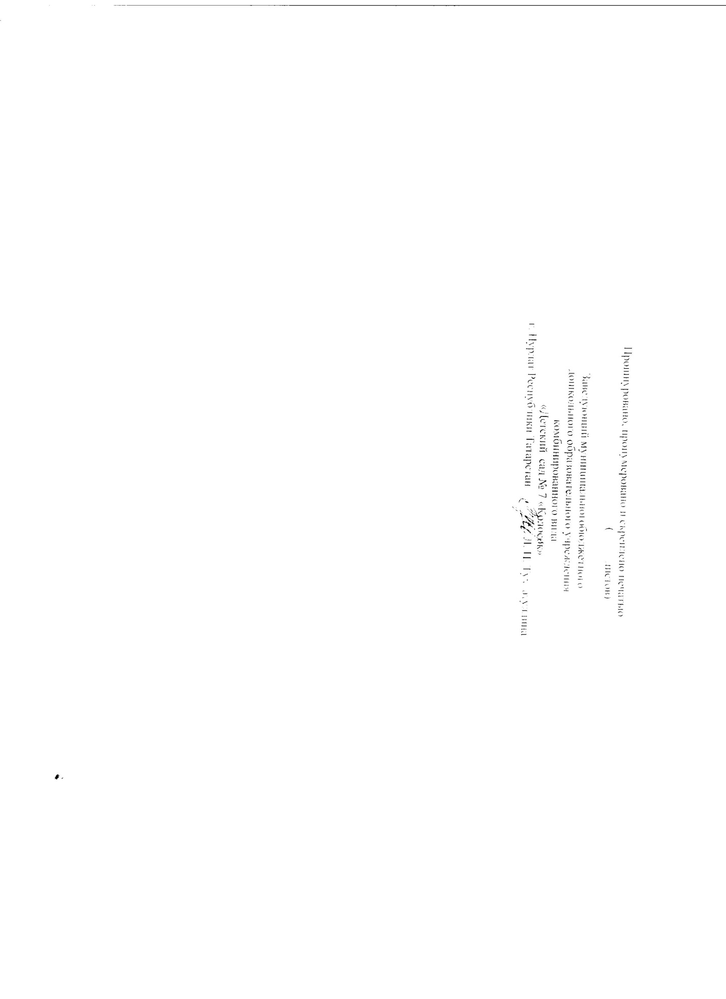 Прошнуровано, пронумеровано и скреплено печатью
( листов)
Заведующий муниципального бюджетного
дошкольного образовательного учреждения
комбинированного вида
«Детский сад № 7 «Колосок»
г. Нурлат Республики Татарстан Л. П.